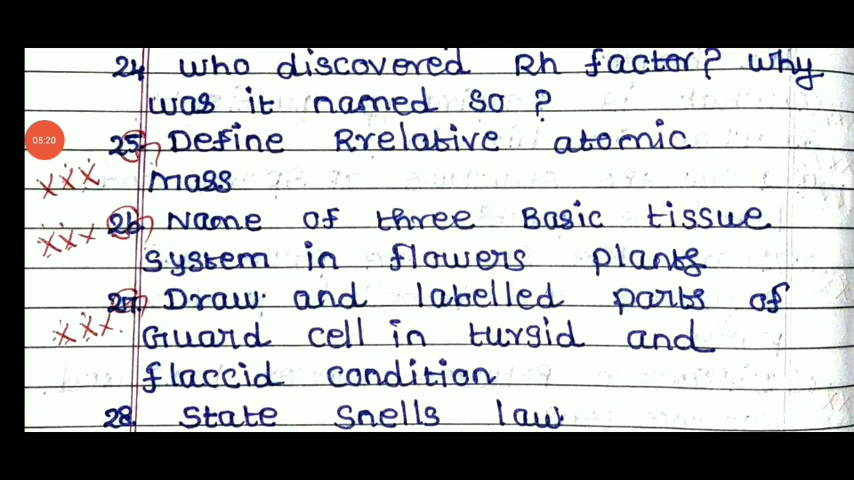 24 who discovered Rh factor? why
was it named so?
05:20
25 Define Rrelative atomic
xxx mass
26 Name of three Basic tissue
xxx system in flowers plants
27 Draw and labelled parts of
xxx Guard cell in turgid and
flaccid condition
28. State snells law